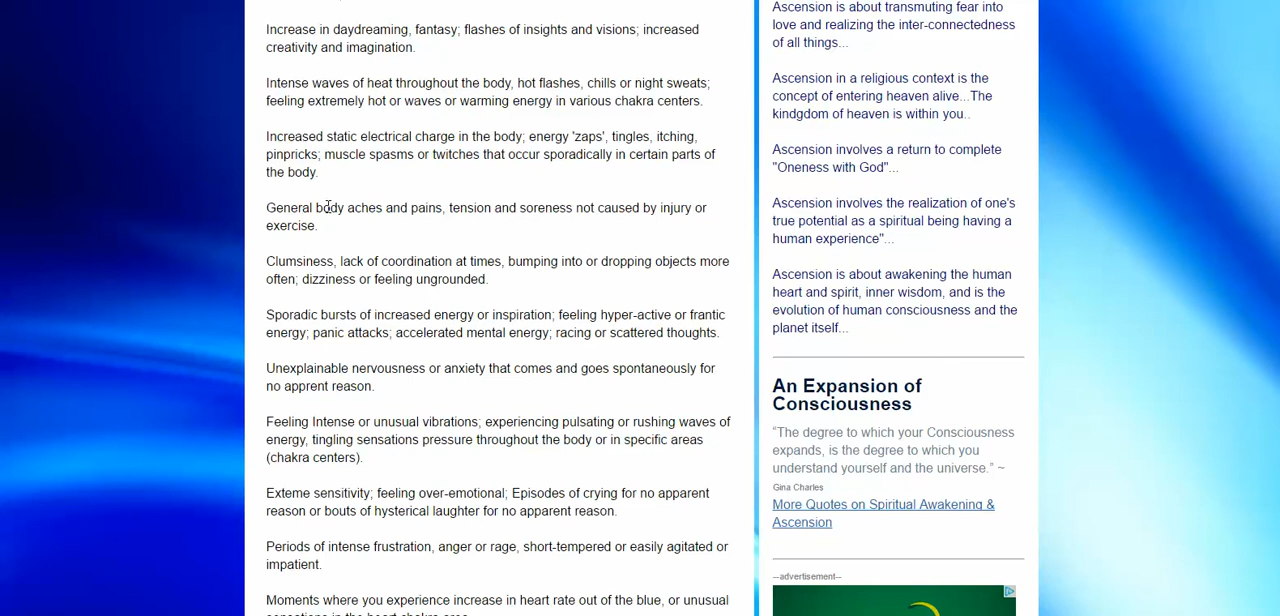 Increase in daydreaming, fantasy; flashes of insights and visions; increased
creativity and imagination.
Intense waves of heat throughout the body, hot flashes, chills or night sweats;
feeling extremely hot or waves or warming energy in various chakra centers.
Increased static electrical charge in the body; energy 'zaps', tingles, itching,
pinpricks; muscle spasms or twitches that occur sporadically in certain parts of
the body.
General body aches and pains, tension and soreness not caused by injury or
exercise.
Clumsiness, lack of coordination at times, bumping into or dropping objects more
often; dizziness or feeling ungrounded.
Sporadic bursts of increased energy or inspiration; feeling hyper-active or frantic
energy; panic attacks; accelerated mental energy; racing or scattered thoughts.
Unexplainable nervousness or anxiety that comes and goes spontaneously for
no apprent reason.
Feeling Intense or unusual vibrations; experiencing pulsating or rushing waves of
energy, tingling sensations pressure throughout the body or in specific areas
(chakra centers).
Exteme sensitivity; feeling over-emotional; Episodes of crying for no apparent
reason or bouts of hysterical laughter for no apparent reason.
Periods of intense frustration, anger or rage, short-tempered or easily agitated or
impatient.
Moments where you experience increase in heart rate out of the blue, or unusual
sensations in the heart chakra area.
Ascension is about transmuting fear into
love and realizing the inter-connectedness
of all things...
Ascension in a religious context is the
concept of entering heaven alive...The
kindgdom of heaven is within you..
Ascension involves a return to complete
"Oneness with God"...
Ascension involves the realization of one's
true potential as a spiritual being having a
human experience"...
Ascension is about awakening the human
heart and spirit, inner wisdom, and is the
evolution of human consciousness and the
planet itself...
An Expansion of
Consciousness
“The degree to which your Consciousness
expands, is the degree to which you
understand yourself and the universe.” ~
Gina Charles
More Quotes on Spiritual Awakening &
Ascension
--advertisement--